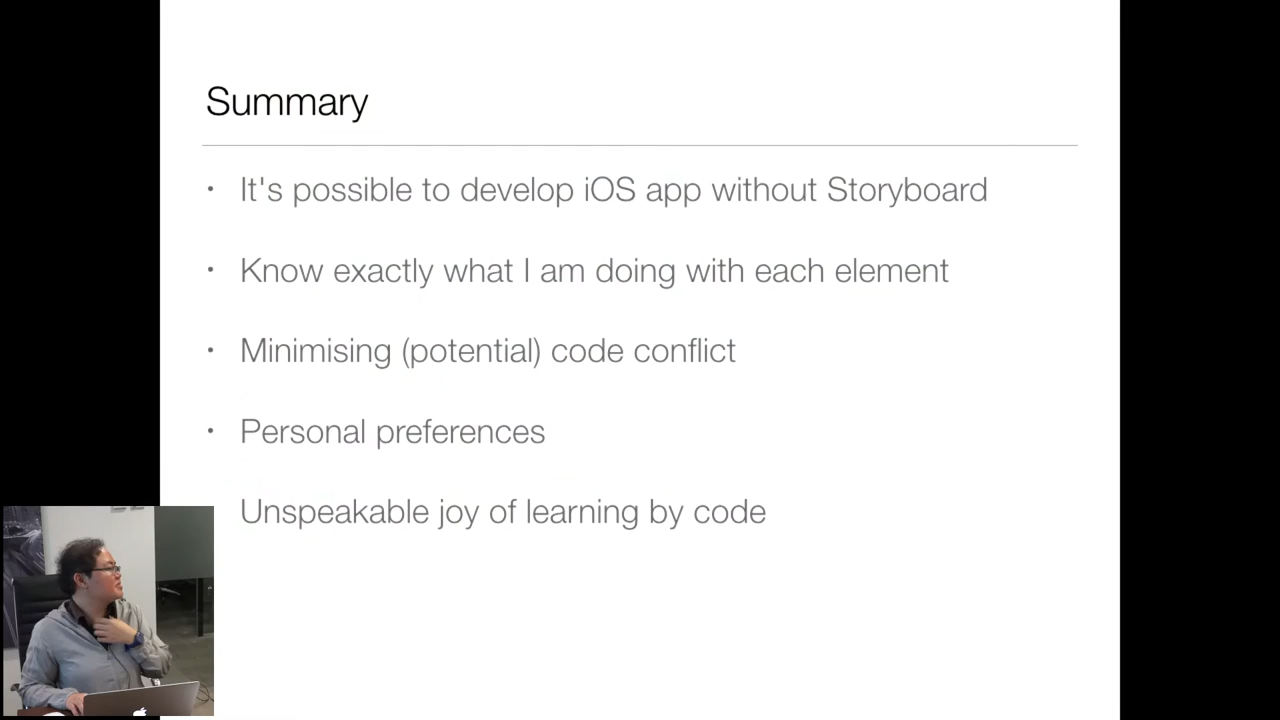 Summary
• It's possible to develop iOS app without Storyboard
• Know exactly what I am doing with each element
• Minimising (potential) code conflict
• Personal preferences
Unspeakable joy of learning by code